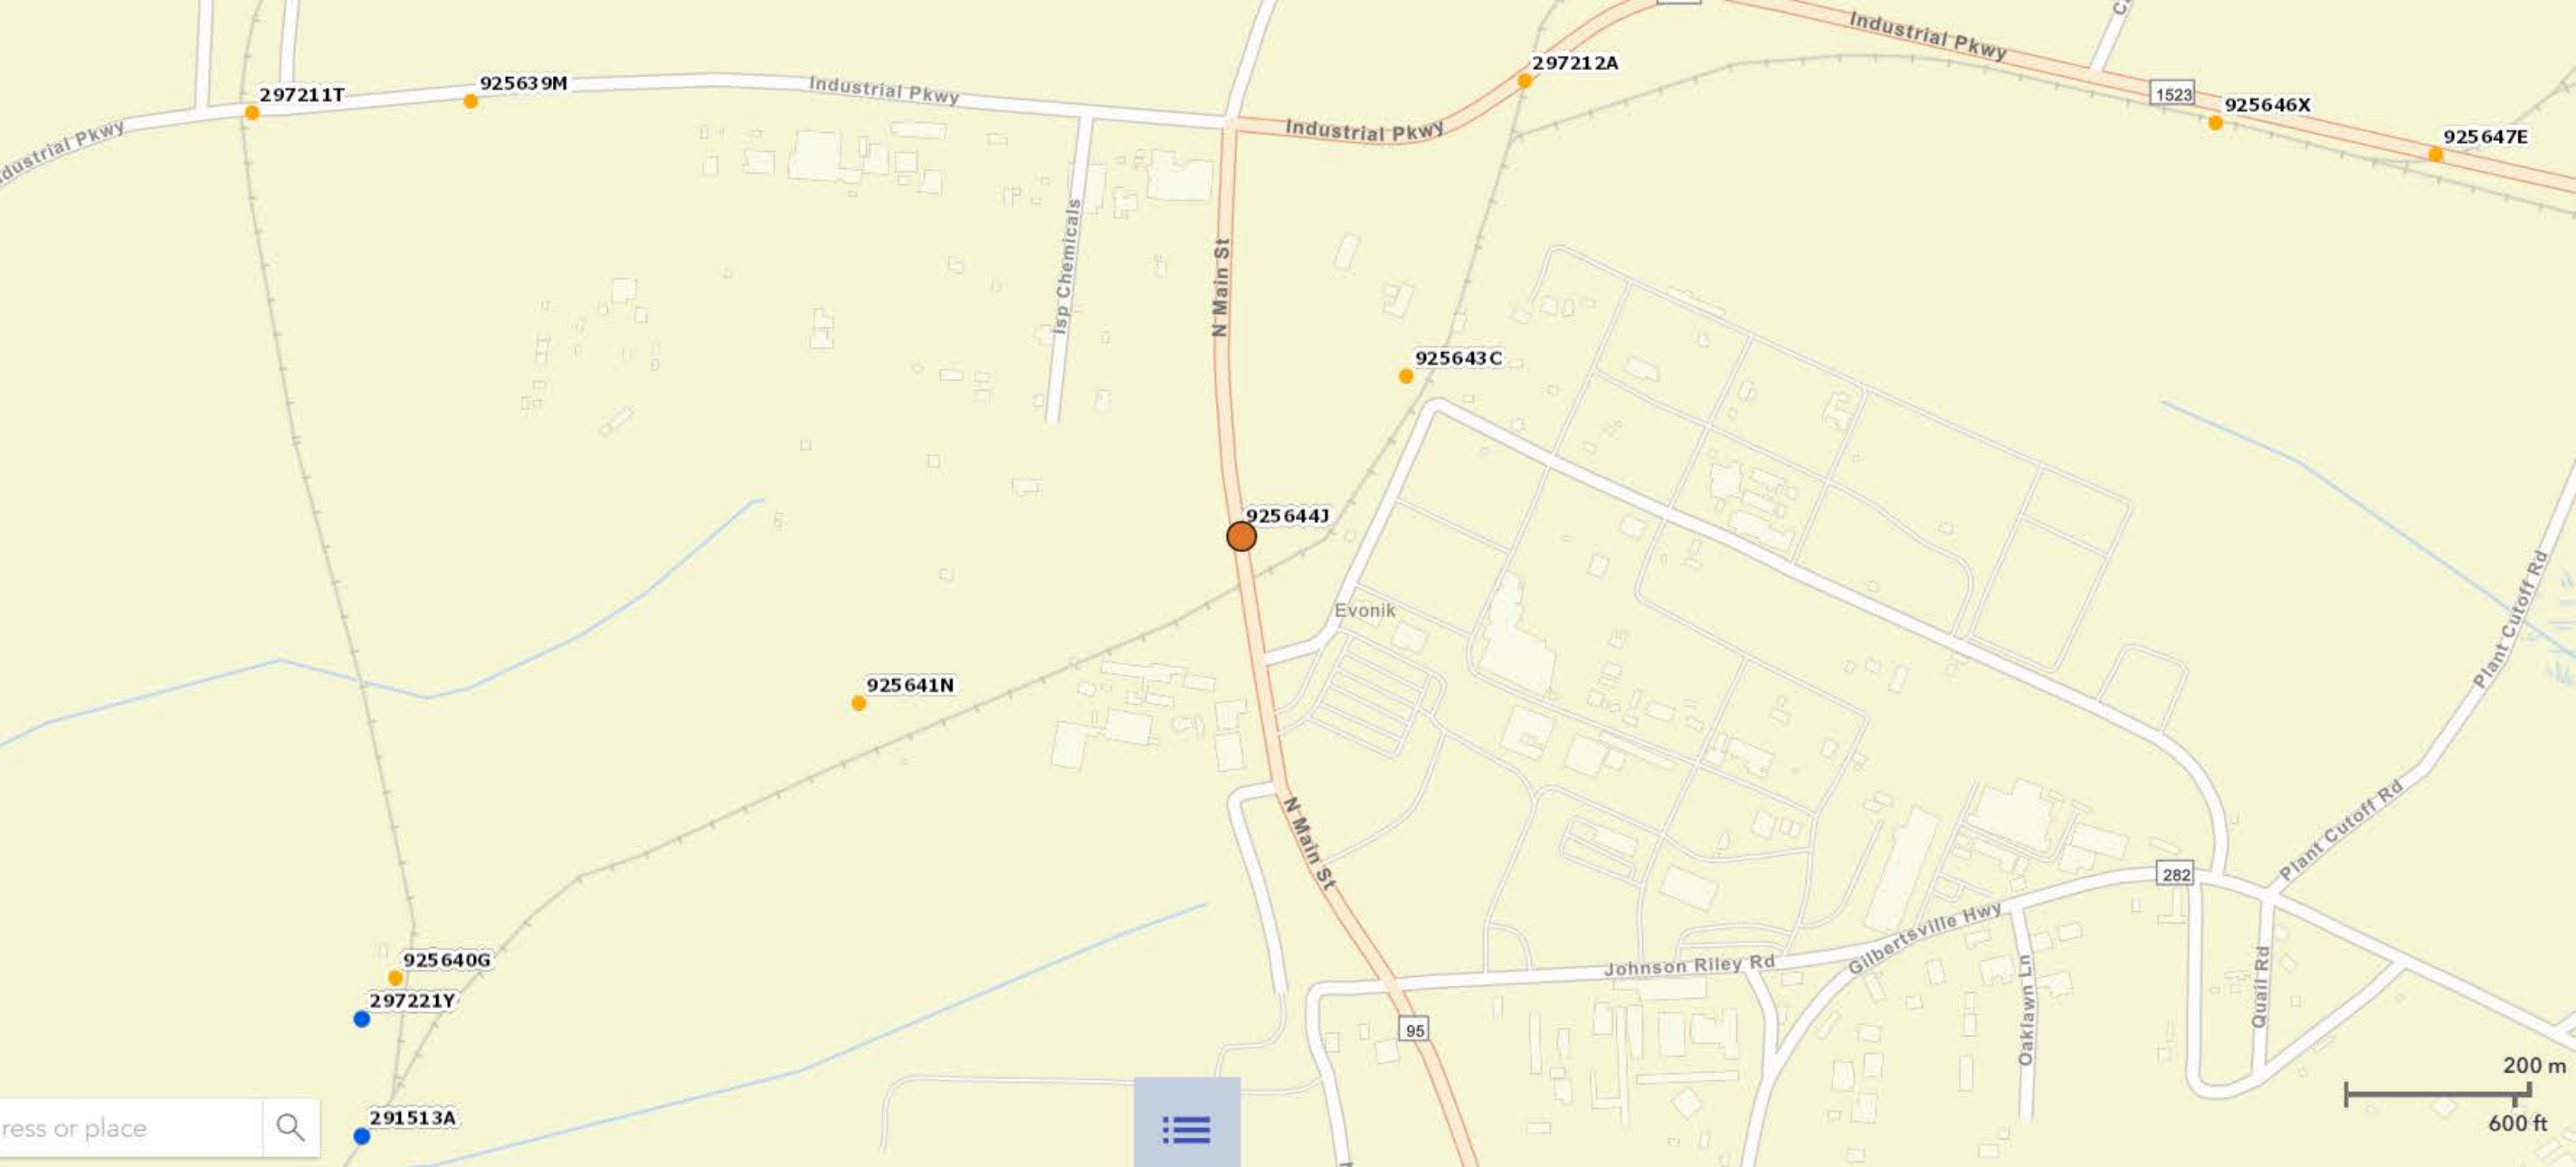 Industrial Pkwy
1523
297212A
925639M
297211T
Industrial Pkwy
925646X
Industrial Pkwy
925647E
dustrial Pkwy
Isp Chemicals
N Main St
925643C
925644J
Evonik
Plant Cutoff Rd
925641N
N Main St
Plant Cutoff Rd
282
Gilbertsville Hwy
925640G
Johnson Riley Rd
297221Y
Quail Rd
Oaklawn Ln
95
200 m
600 ft
291513A
ress or place